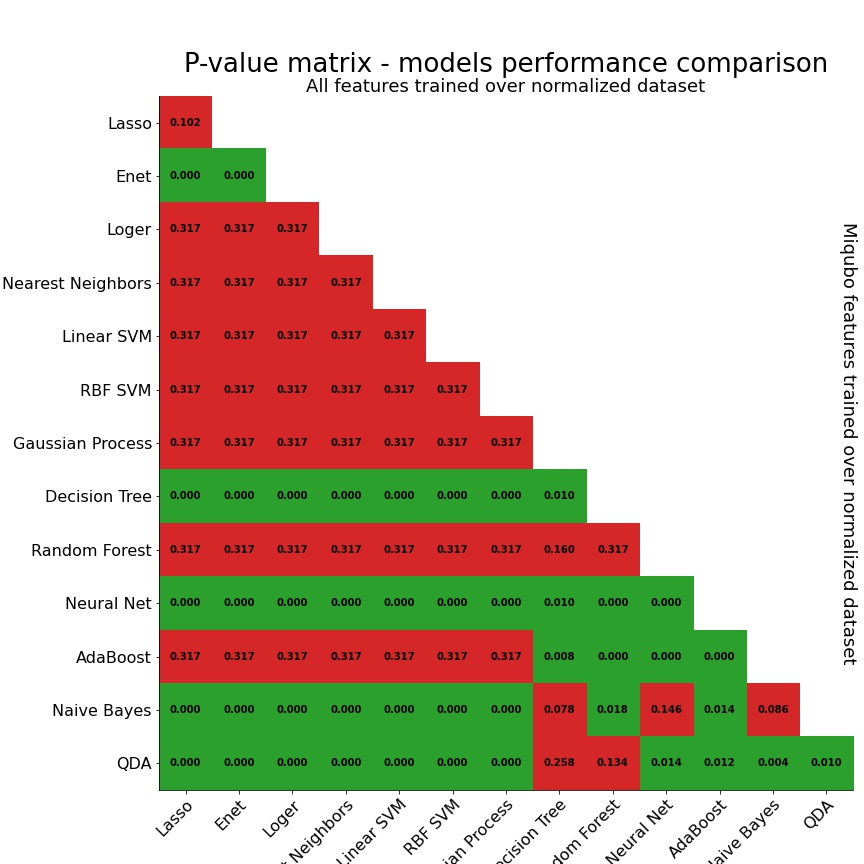 P-value matrix - models performance comparison
All features trained over normalized dataset
Lasso 0.102
Enet 0.000 0.000
Loger 0.317 0.317 0.317
Nearest Neighbors 0.317 0.317 0.317 0.317
Linear SVM 0.317 0.317 0.317 0.317 0.317
RBF SVM 0.317 0.317 0.317 0.317 0.317 0.317
Gaussian Process 0.317 0.317 0.317 0.317 0.317 0.317 0.317
Decision Tree 0.000 0.000 0.000 0.000 0.000 0.000 0.000 0.010
Random Forest 0.317 0.317 0.317 0.317 0.317 0.317 0.317 0.160 0.317
Neural Net 0.000 0.000 0.000 0.000 0.000 0.000 0.000 0.010 0.000 0.000
AdaBoost 0.317 0.317 0.317 0.317 0.317 0.317 0.317 0.008 0.000 0.000 0.000
Naive Bayes 0.000 0.000 0.000 0.000 0.000 0.000 0.000 0.078 0.018 0.146 0.014 0.086
QDA 0.000 0.000 0.000 0.000 0.000 0.000 0.000 0.258 0.134 0.014 0.012 0.004 0.010
Lasso
Enet
Loger
t Neighbors
Linear SVM
RBF SVM
ian Process
ecision Tree
dom Forest
Neural Net
AdaBoost
aive Bayes
QDA
Miqubo features trained over normalized dataset